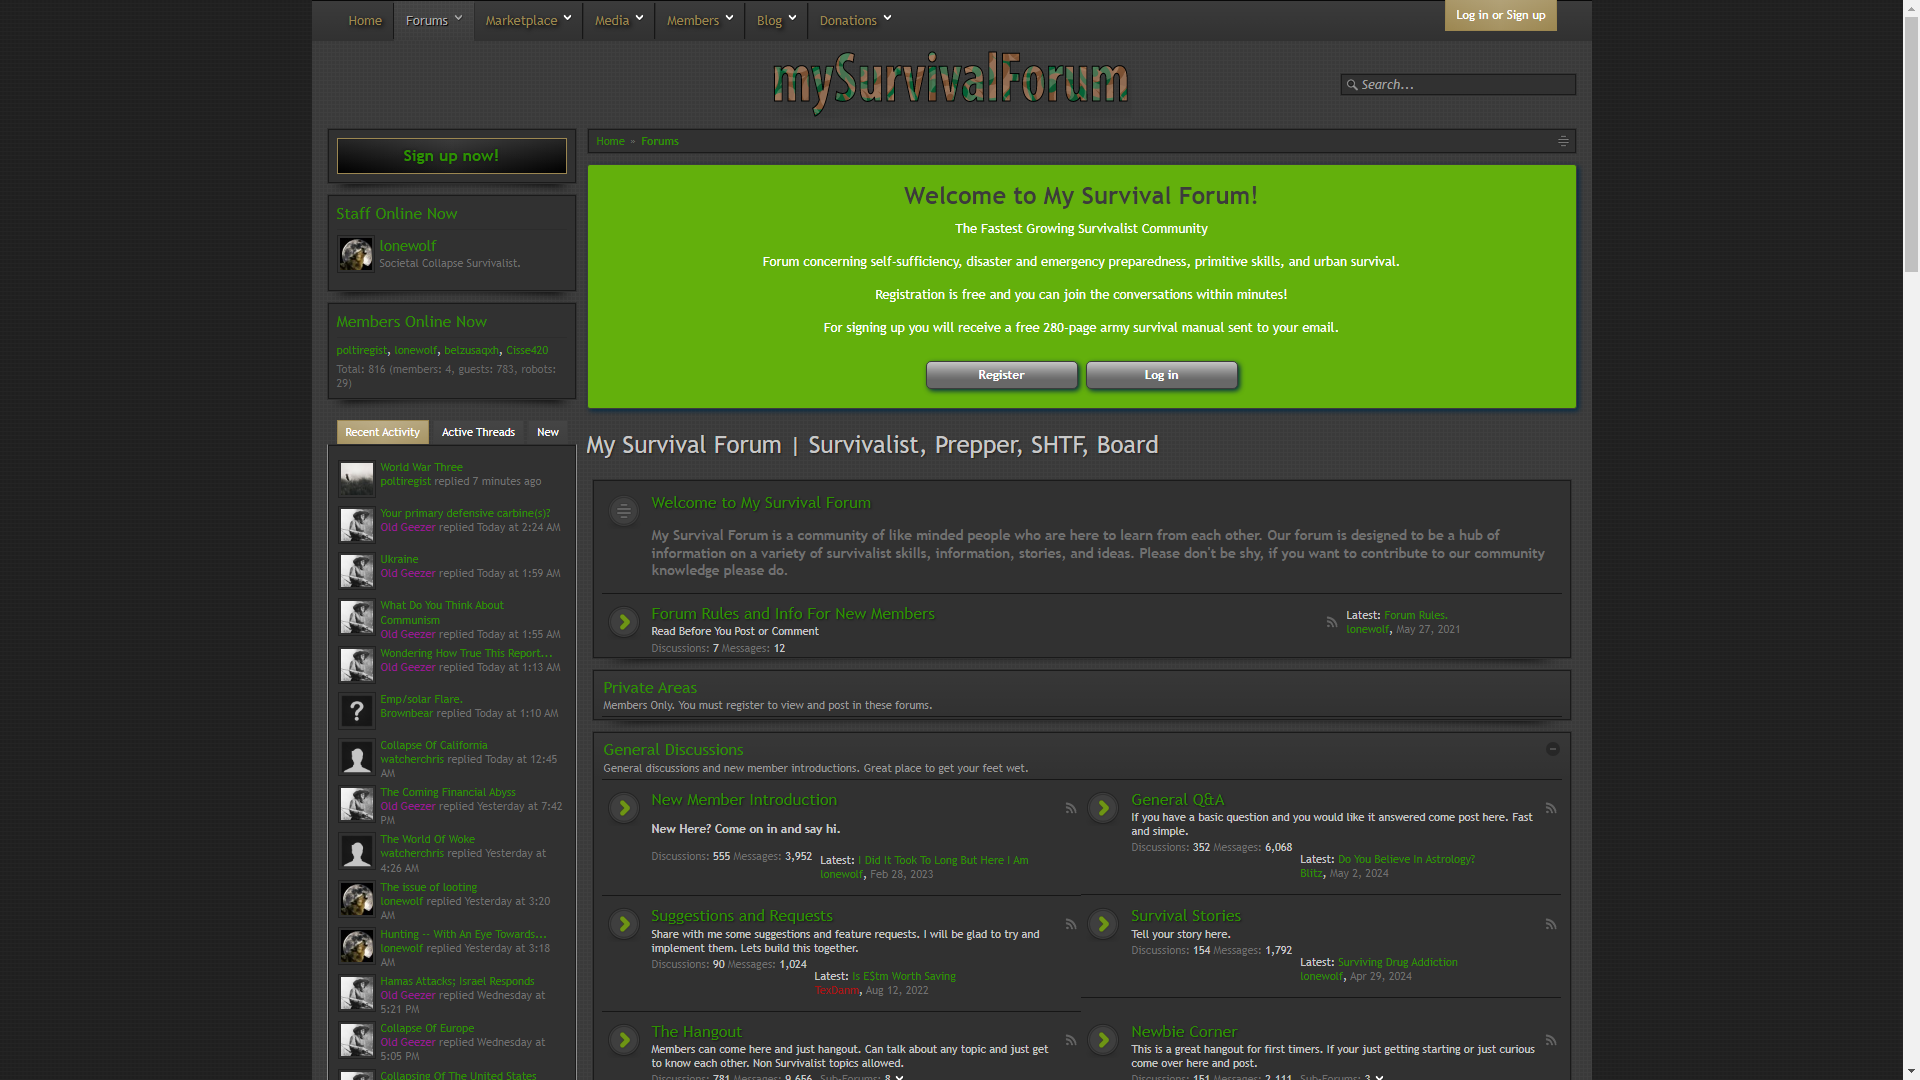 Home
Forums
Marketplace
Media
Members
Blog
Donations
Log in or Sign up
mySurvivalForum
Search...
Sign up now!
Staff Online Now
lonewolf
Societal Collapse Survivalist.
Members Online Now
poltiregist, lonewolf, belzusaqxh, Cisse420
Total: 816 (members: 4, guests: 783, robots:
29)
Recent Activity
Active Threads
New
World War Three
poltiregist replied 7 minutes ago
Your primary defensive carbine(s)?
Old Geezer replied Today at 2:24 AM
Ukraine
Old Geezer replied Today at 1:59 AM
What Do You Think About
Communism
Old Geezer replied Today at 1:55 AM
Wondering How True This Report...
Old Geezer replied Today at 1:13 AM
Emp/solar Flare.
Brownbear replied Today at 1:10 AM
Collapse Of California
watcherchris replied Today at 12:45
AM
The Coming Financial Abyss
Old Geezer replied Yesterday at 7:42
PM
The World Of Woke
watcherchris replied Yesterday at
4:26 AM
The issue of looting
lonewolf replied Yesterday at 3:20
AM
Hunting -- With An Eye Towards...
lonewolf replied Yesterday at 3:18
AM
Hamas Attacks; Israel Responds
Old Geezer replied Wednesday at
5:21 PM
Collapse Of Europe
Old Geezer replied Wednesday at
5:05 PM
Collapsing Of The United States
Home » Forums
Welcome to My Survival Forum!
The Fastest Growing Survivalist Community
Forum concerning self-sufficiency, disaster and emergency preparedness, primitive skills, and urban survival.
Registration is free and you can join the conversations within minutes!
For signing up you will receive a free 280-page army survival manual sent to your email.
Register
Log in
My Survival Forum | Survivalist, Prepper, SHTF, Board
Welcome to My Survival Forum
My Survival Forum is a community of like minded people who are here to learn from each other. Our forum is designed to be a hub of
information on a variety of survivalist skills, information, stories, and ideas. Please don't be shy, if you want to contribute to our community
knowledge please do.
Forum Rules and Info For New Members
Read Before You Post or Comment
Discussions: 7 Messages: 12
Latest: Forum Rules.
lonewolf, May 27, 2021
Private Areas
Members Only. You must register to view and post in these forums.
General Discussions
General discussions and new member introductions. Great place to get your feet wet.
New Member Introduction
New Here? Come on in and say hi.
Discussions: 555 Messages: 3,952
Latest: I Did It Took To Long But Here I Am
lonewolf, Feb 28, 2023
General Q&A
If you have a basic question and you would like it answered come post here. Fast
and simple.
Discussions: 352 Messages: 6,068
Latest: Do You Believe In Astrology?
Blitz, May 2, 2024
Suggestions and Requests
Share with me some suggestions and feature requests. I will be glad to try and
implement them. Lets build this together.
Discussions: 90 Messages: 1,024
Latest: Is E$tm Worth Saving
TexDanm, Aug 12, 2022
Survival Stories
Tell your story here.
Discussions: 154 Messages: 1,792
Latest: Surviving Drug Addiction
lonewolf, Apr 29, 2024
The Hangout
Members can come here and just hangout. Can talk about any topic and just get
to know each other. Non Survivalist topics allowed.
Discussions: 781 Messages: 9,656 Sub-Forums: 8
Newbie Corner
This is a great hangout for first timers. If your just getting starting or just curious
come over here and post.
Discussions: 151 Messages: 2,111 Sub-Forums: 3